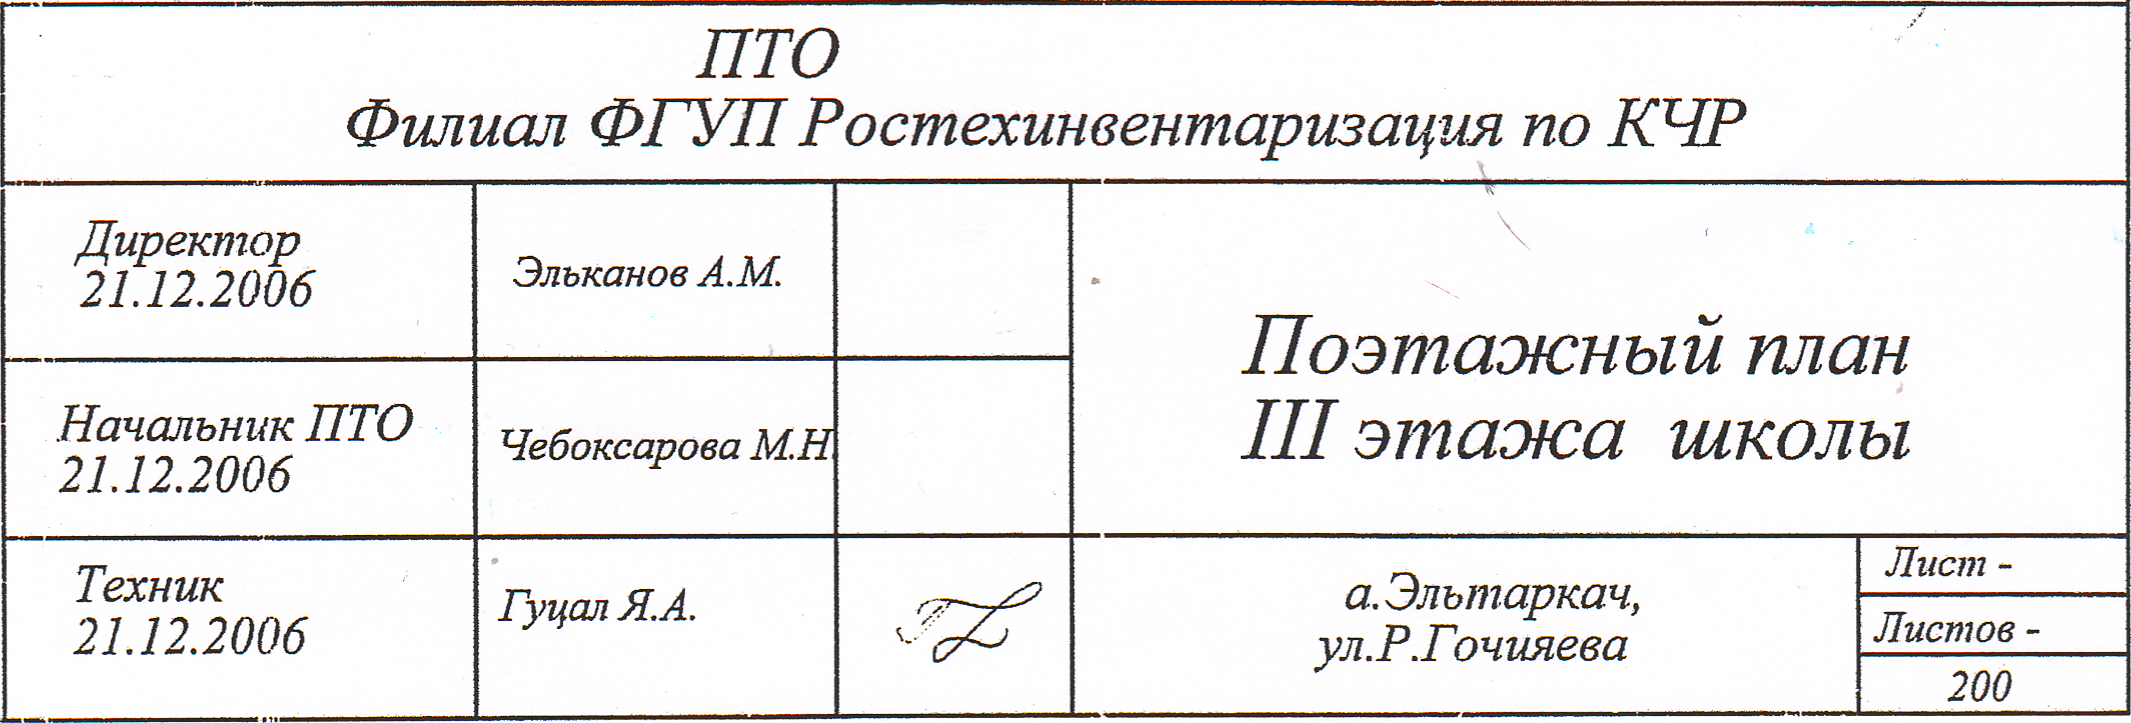 ПТО
Филиал ФГУП Ростехинвентаризация по КЧР
Директор
21.12.2006
Эльканов А.М.
Начальник ПТО
21.12.2006
Чебоксарова М.Н.
Поэтажный план
III этажа школы
Техник
21.12.2006
Гуцал Я.А.
а.Эльтаркач,
ул.Р.Гочияева
Лист -
Листов -
200